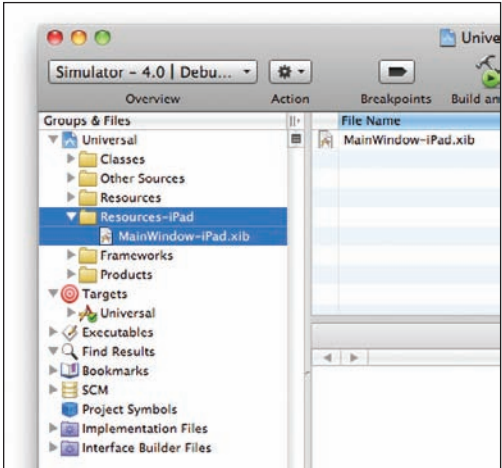 Unive
Simulator – 4.0 | Debu...
Overview
Action
Breakpoints
Build an
Groups & Files
File Name
Universal
MainWindow-iPad.xib
Classes
Other Sources
Resources
Resources-iPad
MainWindow-iPad.xib
Frameworks
Products
Targets
Universal
Executables
Find Results
Bookmarks
SCM
Project Symbols
Implementation Files
Interface Builder Files